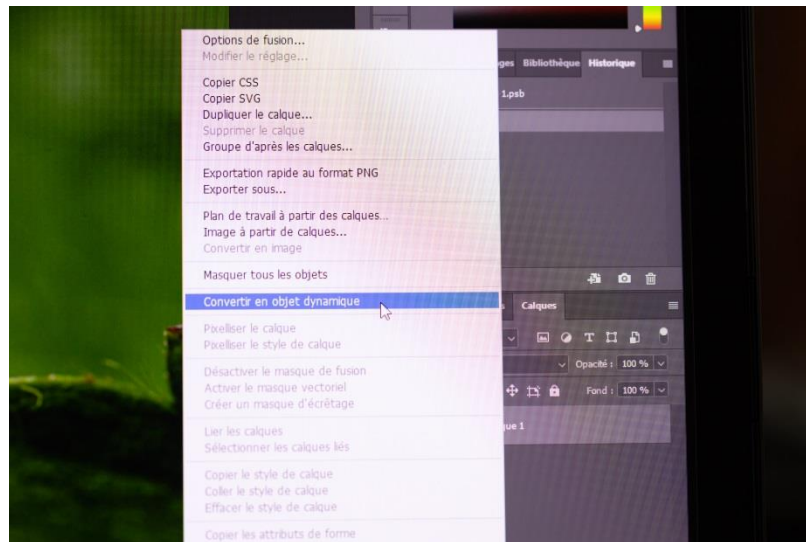 Options de fusion...
Modifier le réglage...
Copier CSS
Copier SVG
Dupliquer le calque...
Supprimer le calque
Groupe d'après les calques...
Exportation rapide au format PNG
Exporter sous...
Plan de travail à partir des calques...
Image à partir de calques...
Convertir en image
Masquer tous les objets
Convertir en objet dynamique
Pixelliser le calque
Pixelliser le style de calque
Désactiver le masque de fusion
Activer le masque vectoriel
Créer un masque d'écrêtage
Lier les calques
Sélectionner les calques liés
Copier le style de calque
Coller le style de calque
Effacer le style de calque
Copier les attributs de forme
ges Bibliothèque Historique
1.psb
Calques
T
Opacité : 100 %
Fond : 100 %
que 1